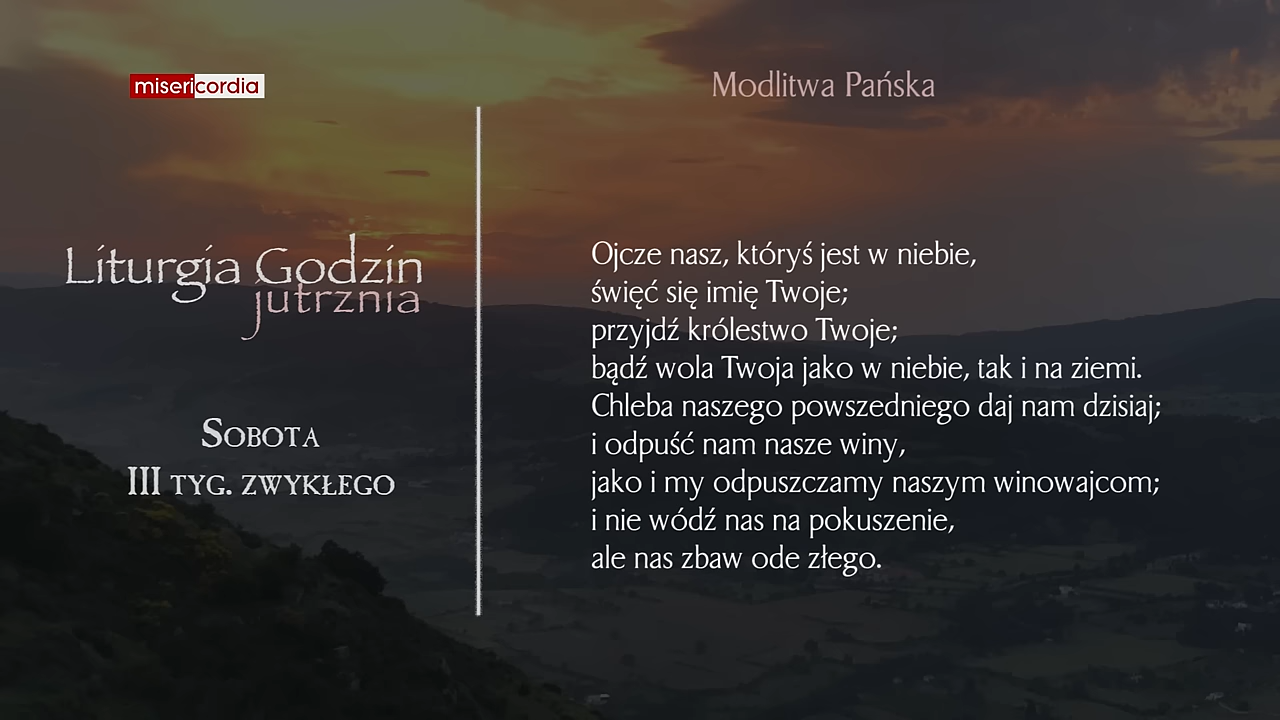 misericordia
Liturgia Godzin
jutrznia
Sobota
III tyg. zwykłego
Modlitwa Pańska
Ojcze nasz, któryś jest w niebie,
święć się imię Twoje;
przyjdź królestwo Twoje;
bądź wola Twoja jako w niebie, tak i na ziemi.
Chleba naszego powszedniego daj nam dzisiaj;
i odpuść nam nasze winy,
jako i my odpuszczamy naszym winowajcom;
i nie wódź nas na pokuszenie,
ale nas zbaw ode złego.